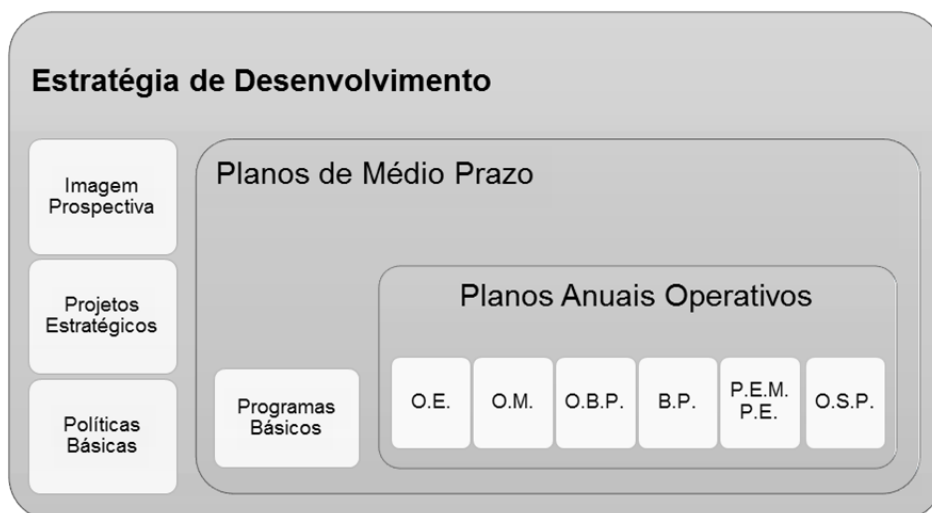 Estratégia de Desenvolvimento
Imagem
Prospectiva
Projetos
Estratégicos
Políticas
Básicas
Planos de Médio Prazo
Programas
Básicos
Planos Anuais Operativos
O.E.
O.M.
O.B.P.
B.P.
P.E.M.
P.E.
O.S.P.